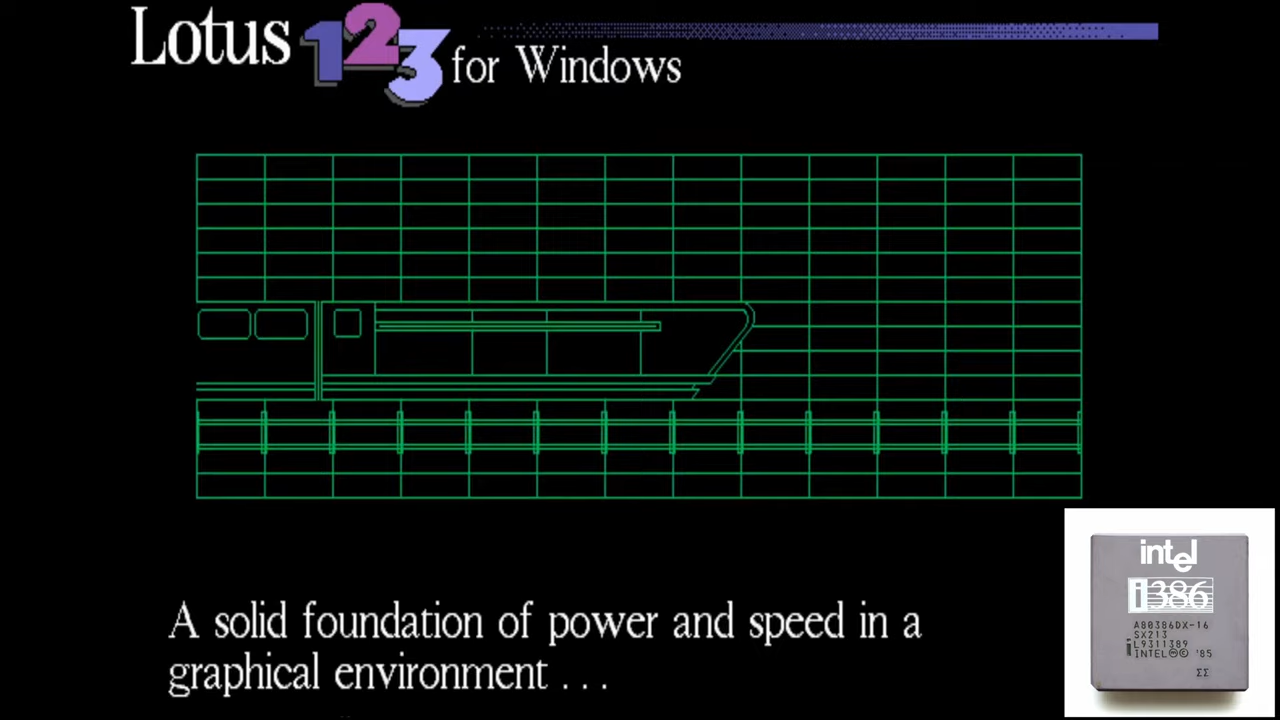 Lotus 123
for Windows
A solid foundation of power and speed in a
graphical environment . . .
intel
i386
A80386DX-16
SX213
L9311389
INTEL Ⓜ © '85
ΣΣ